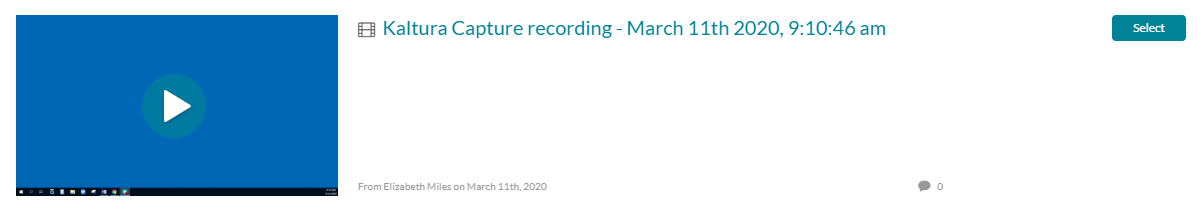 Kaltura Capture recording - March 11th 2020, 9:10:46 am
Select
From Elizabeth Miles on March 11th, 2020
0